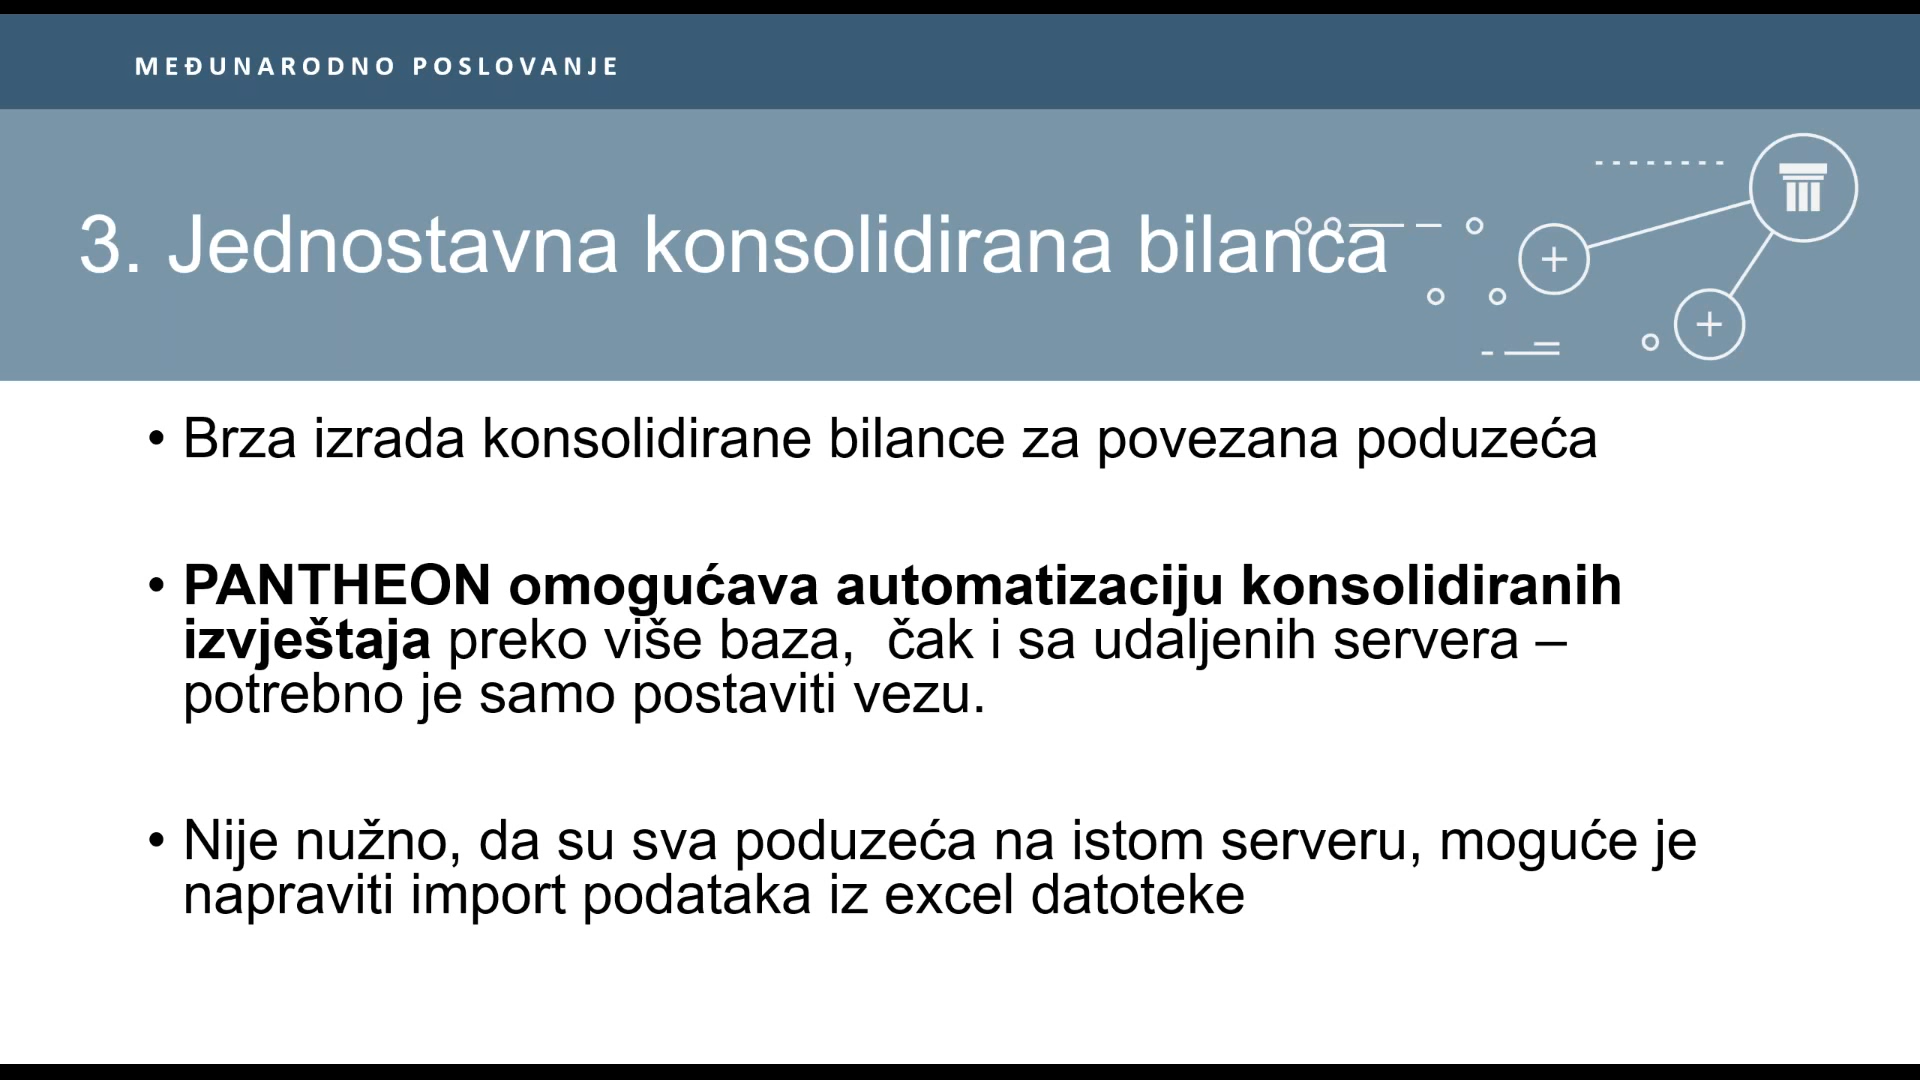 MEĐUNARODNO POSLOVANJE
3. Jednostavna konsolidirana bilanca
• Brza izrada konsolidirane bilance za povezana poduzeća
• PANTHEON omogućava automatizaciju konsolidiranih
izvještaja preko više baza,  čak i sa udaljenih servera –
potrebno je samo postaviti vezu.
• Nije nužno, da su sva poduzeća na istom serveru, moguće je
napraviti import podataka iz excel datoteke